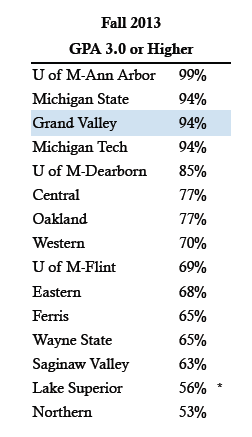 Fall 2013
GPA 3.0 or Higher
U of M-Ann Arbor 99%
Michigan State 94%
Grand Valley 94%
Michigan Tech 94%
U of M-Dearborn 85%
Central 77%
Oakland 77%
Western 70%
U of M-Flint 69%
Eastern 68%
Ferris 65%
Wayne State 65%
Saginaw Valley 63%
Lake Superior 56% *
Northern 53%